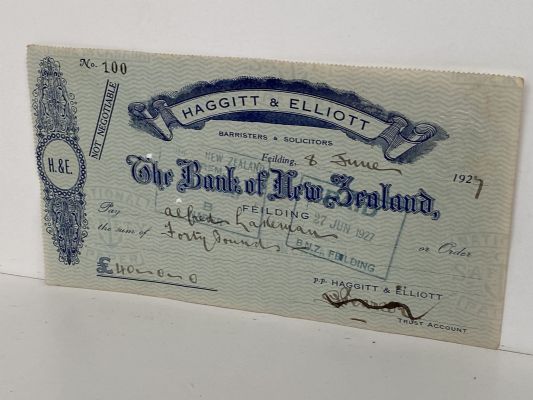 No. 100
NOT NEGOTIABLE
H.&E.
HAGGITT & ELLIOTT
BARRISTERS & SOLICITORS
Feilding, 8 June 1927
The Bank of New Zealand,
FEILDING
NEW ZEALAND
PAID
27 JUN 1927
B.N.Z. FEILDING
Pay
or Order
the sum of Forty Pounds
£40-0-0
P.P. HAGGITT & ELLIOTT
TRUST ACCOUNT